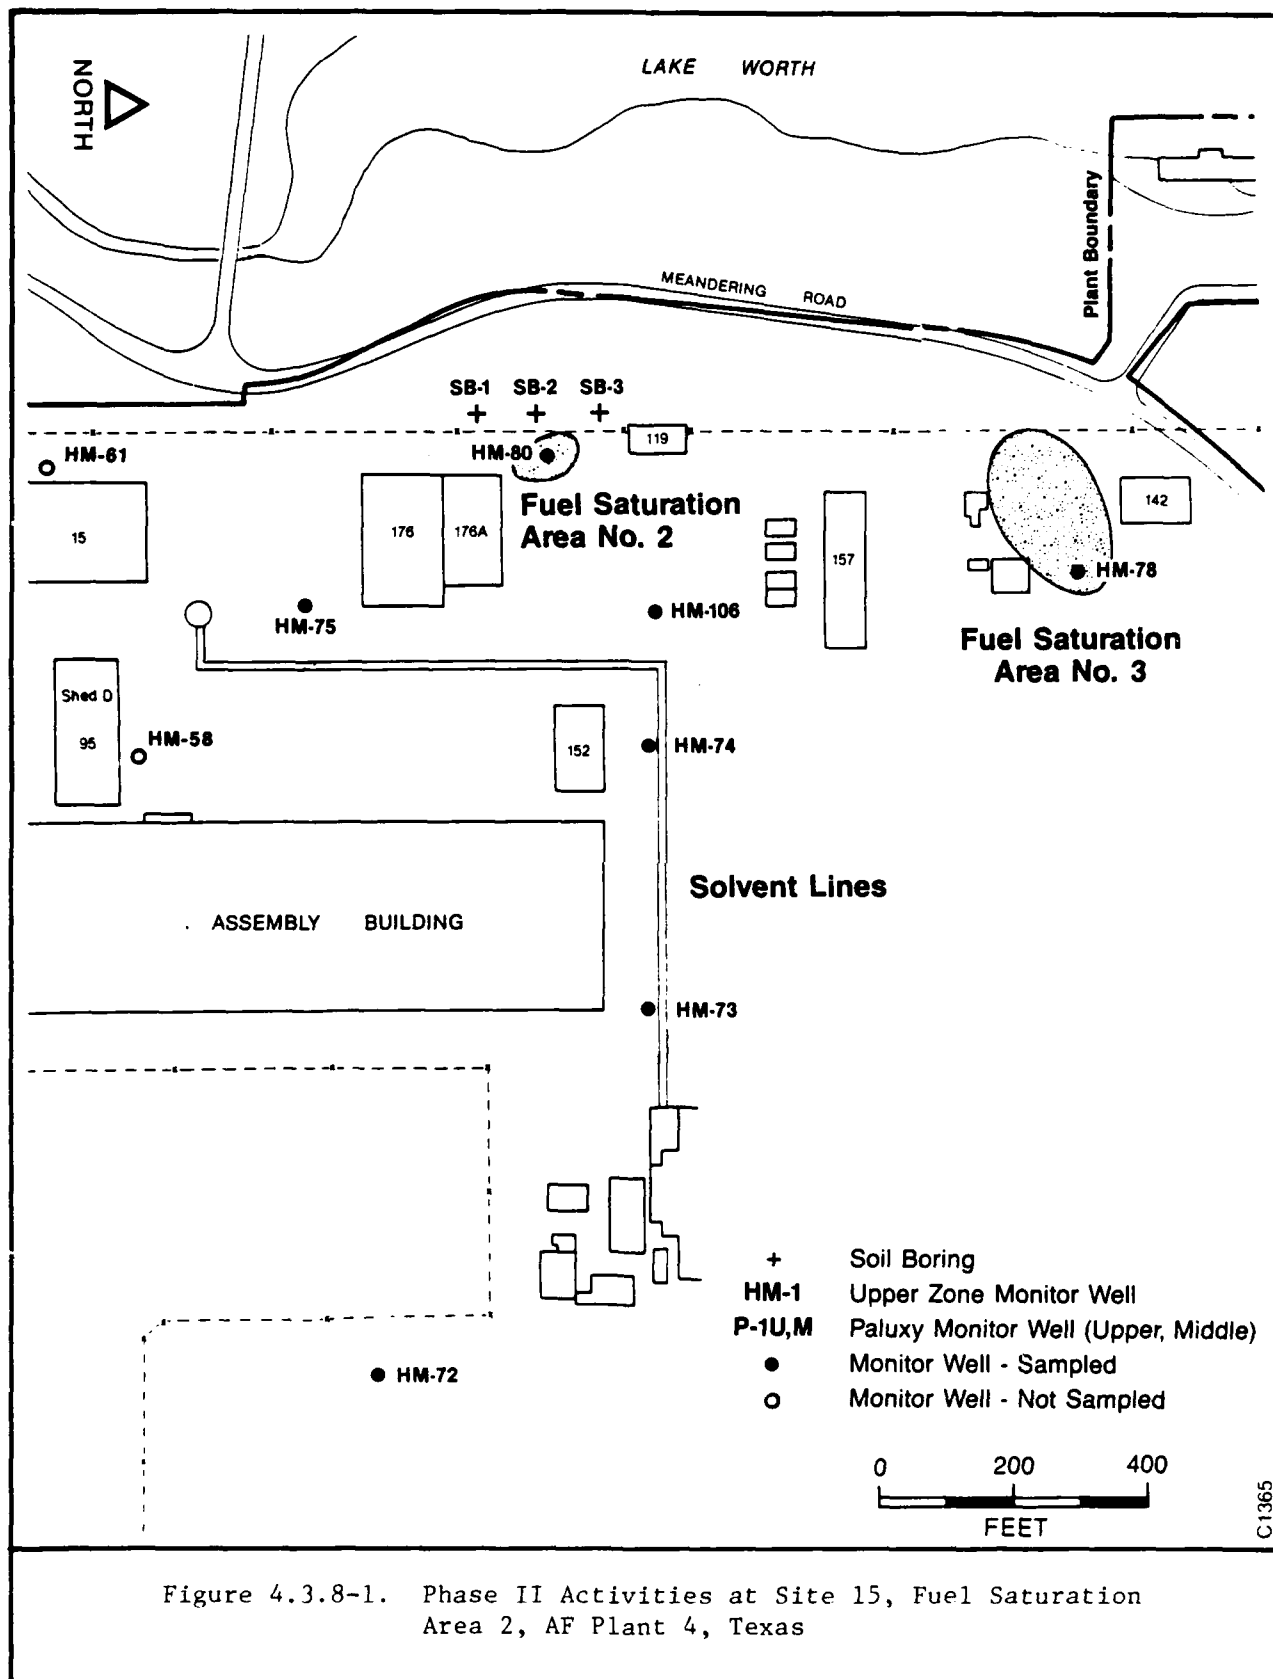 LAKE WORTH
NORTH
Plant Boundary
MEANDERING ROAD
SB-1 SB-2 SB-3
HM-61
HM-80
119
Fuel Saturation
Area No. 2
15
176
176A
157
142
HM-78
HM-75
HM-106
Fuel Saturation
Area No. 3
Shed D
95
HM-58
152
HM-74
Solvent Lines
ASSEMBLY BUILDING
HM-73
HM-72
+ Soil Boring
HM-1 Upper Zone Monitor Well
P-1U,M Paluxy Monitor Well (Upper, Middle)
Monitor Well - Sampled
Monitor Well - Not Sampled
0 200 400
FEET
C1365
Figure 4.3.8-1. Phase II Activities at Site 15, Fuel Saturation
Area 2, AF Plant 4, Texas